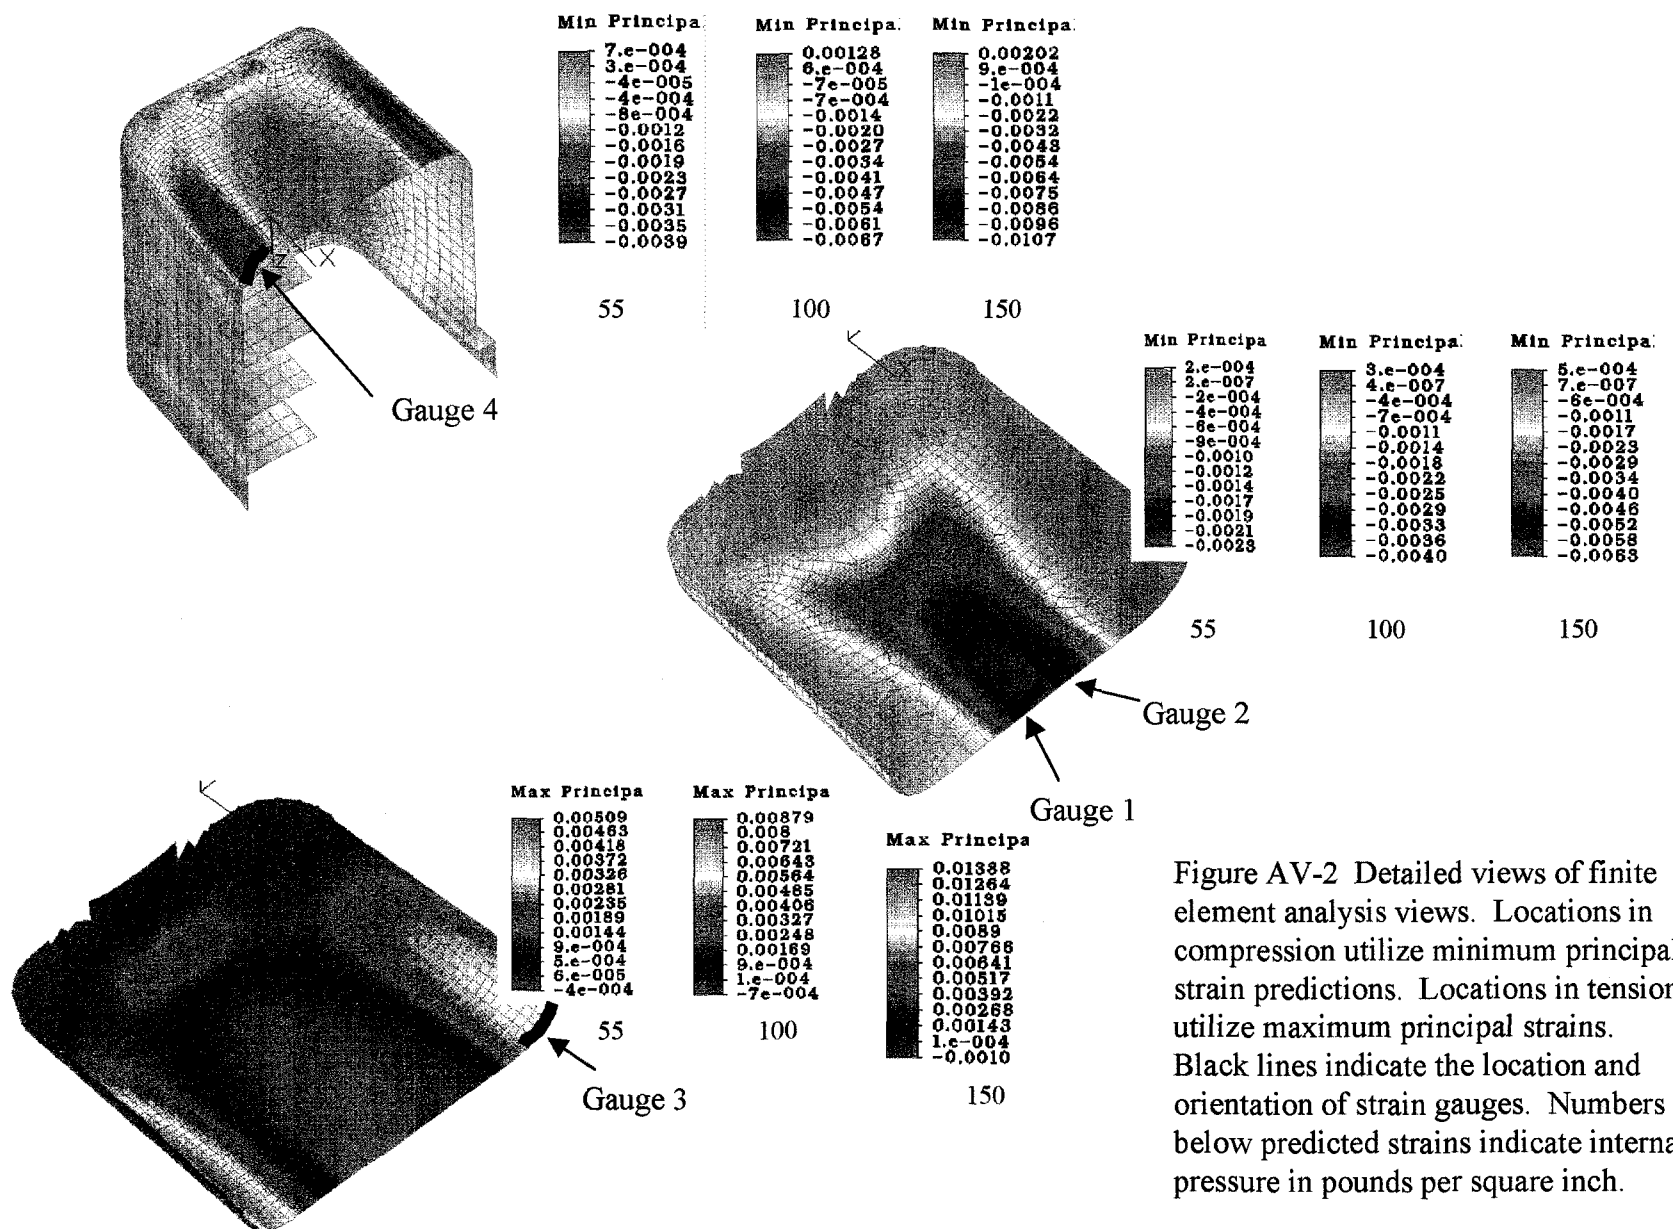 Min Principa:
7.e-004
3.e-004
-4e-005
-4e-004
-8e-004
-0.0012
-0.0016
-0.0019
-0.0023
-0.0027
-0.0031
-0.0035
-0.0039
55
Min Principa:
0.00128
6.e-004
-7e-005
-7e-004
-0.0014
-0.0020
-0.0027
-0.0034
-0.0041
-0.0047
-0.0054
-0.0061
-0.0067
100
Min Principa:
0.00202
9.e-004
-1e-004
-0.0011
-0.0022
-0.0032
-0.0043
-0.0054
-0.0064
-0.0075
-0.0086
-0.0096
-0.0107
150
Z X
Gauge 4
Min Principa
2.e-004
2.e-007
-2e-004
-4e-004
-6e-004
-9e-004
-0.0010
-0.0012
-0.0014
-0.0017
-0.0019
-0.0021
-0.0023
55
Min Principa:
3.e-004
4.e-007
-4e-004
-7e-004
-0.0011
-0.0014
-0.0018
-0.0022
-0.0025
-0.0029
-0.0033
-0.0036
-0.0040
100
Min Principa:
5.e-004
7.e-007
-6e-004
-0.0011
-0.0017
-0.0023
-0.0029
-0.0034
-0.0040
-0.0046
-0.0052
-0.0058
-0.0063
150
Gauge 2
Gauge 1
Max Principa
0.00509
0.00463
0.00418
0.00372
0.00326
0.00281
0.00235
0.00189
0.00144
9.e-004
5.e-004
6.e-005
-4e-004
55
Max Principa
0.00879
0.008
0.00721
0.00643
0.00564
0.00485
0.00406
0.00327
0.00248
0.00169
9.e-004
1.e-004
-7e-004
100
Max Principa
0.01388
0.01264
0.01139
0.01015
0.0089
0.00766
0.00641
0.00517
0.00392
0.00268
0.00143
1.e-004
-0.0010
150
Gauge 3
Figure AV-2 Detailed views of finite
element analysis views. Locations in
compression utilize minimum principal
strain predictions. Locations in tension
utilize maximum principal strains.
Black lines indicate the location and
orientation of strain gauges. Numbers
below predicted strains indicate interna
pressure in pounds per square inch.